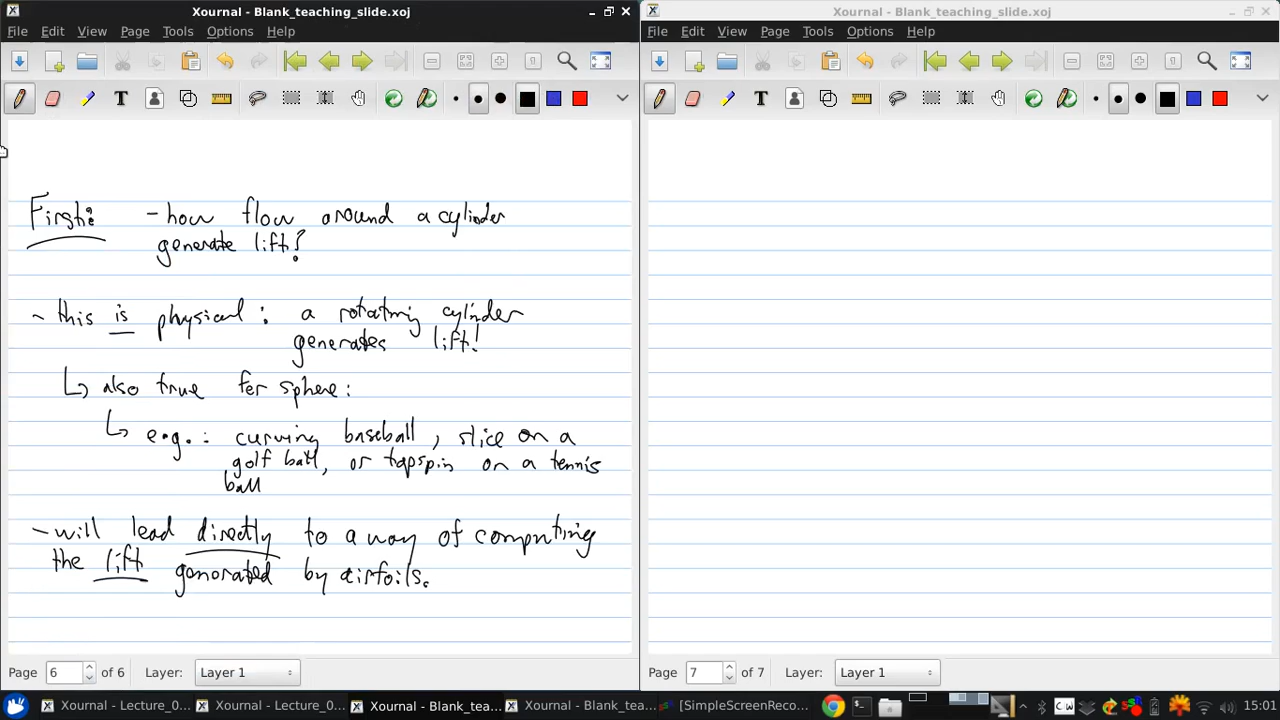 Xournal - Blank_teaching_slide.xoj
File Edit View Page Tools Options Help
First: - how flow around a cylinder
generate lift?
- this is physical: a rotating cylinder
generates lift!
↳ also true for sphere:
↳ e.g.: curving baseball, slice on a
golf ball, or topspin on a tennis
ball
- will lead directly to a way of computing
the lift generated by airfoils.
Page 6 of 6 Layer: Layer 1
Xournal - Blank_teaching_slide.xoj
File Edit View Page Tools Options Help
Page 7 of 7 Layer: Layer 1
Xournal - Lecture_0... Xournal - Lecture_0... Xournal - Blank_tea... Xournal - Blank_tea... [SimpleScreenReco... CW 15:01